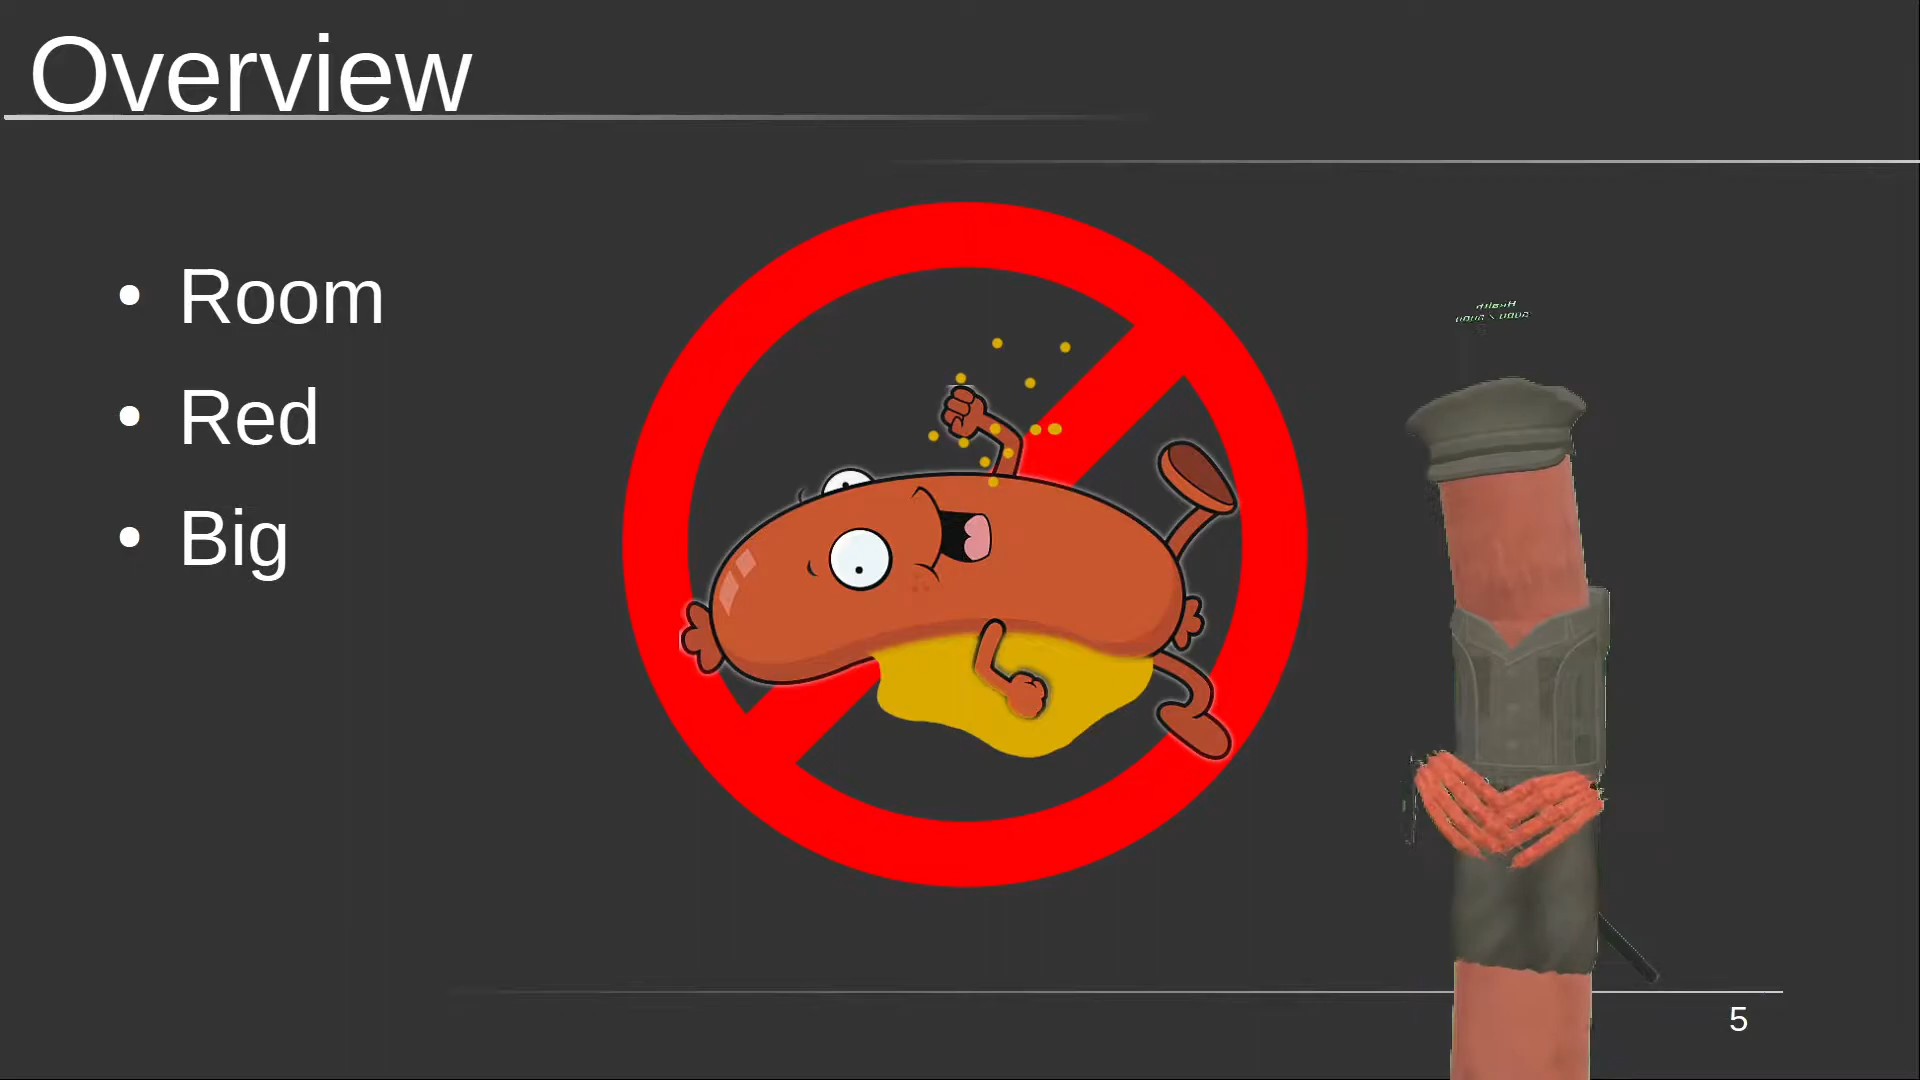 Overview
• Room
• Red
• Big
5